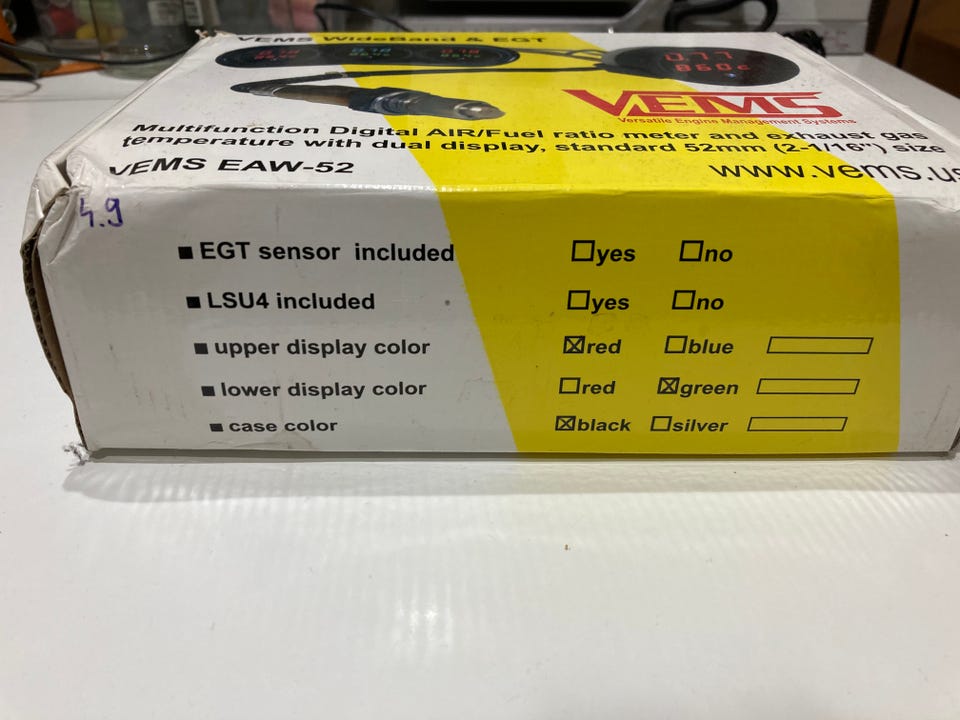 VEMS WideBand & EGT
0.77
850c
VEMS
Versatile Engine Management Systems
Multifunction Digital AIR/Fuel ratio meter and exhaust gas
temperature with dual display, standard 52mm (2-1/16") size
VEMS EAW-52 www.vems.us
4.9
EGT sensor included yes no
LSU4 included yes no
upper display color red blue
lower display color red green
case color black silver